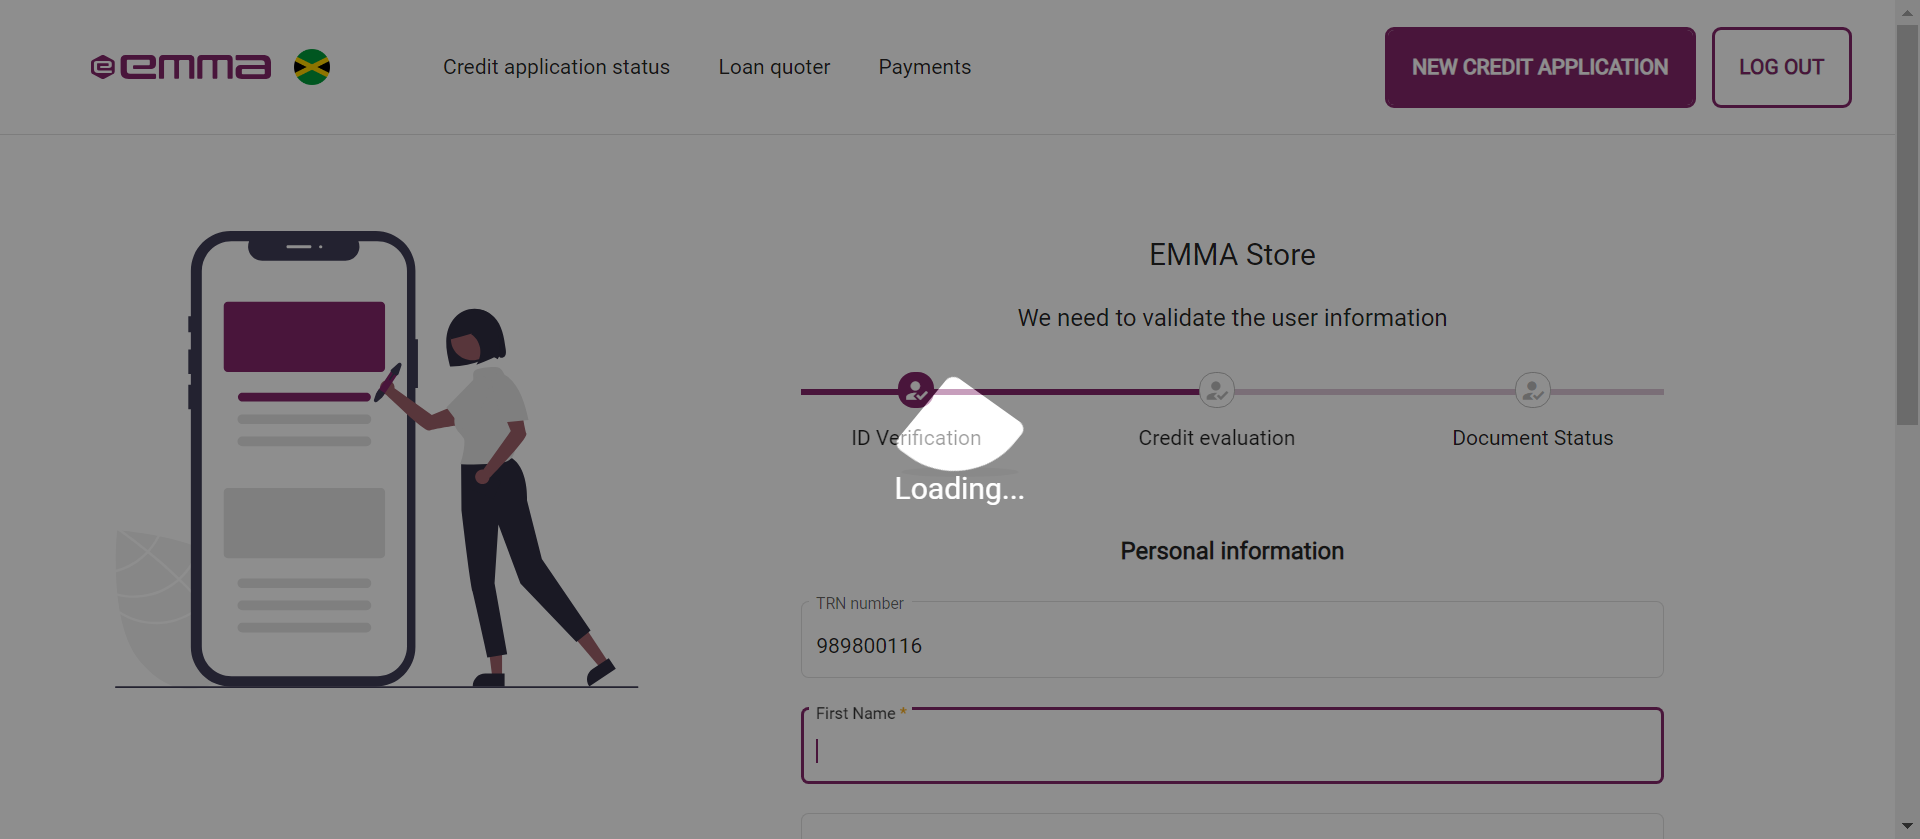 emma
Credit application status
Loan quoter
Payments
NEW CREDIT APPLICATION
LOG OUT
EMMA Store
We need to validate the user information
ID Verification
Credit evaluation
Document Status
Loading...
Personal information
TRN number
989800116
First Name *